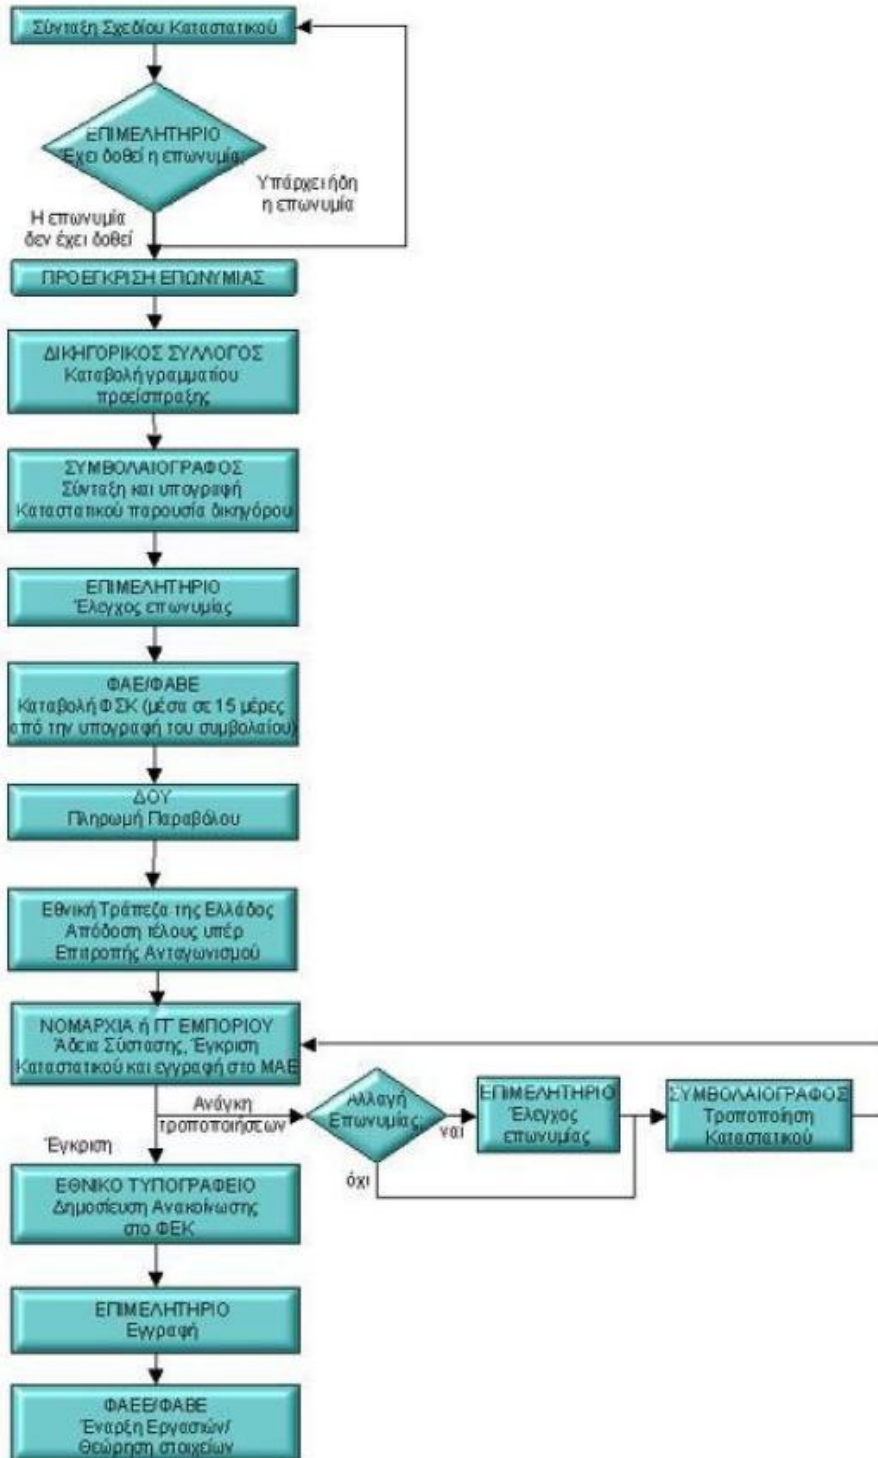 Σύνταξη Σχεδίου Καταστατικού
ΕΠΙΜΕΛΗΤΗΡΙΟ
Έχει δοθεί η επωνυμία;
Υπάρχει ήδη
η επωνυμία
Η επωνυμία
δεν έχει δοθεί
ΠΡΟΕΓΚΡΙΣΗ ΕΠΩΝΥΜΙΑΣ
ΔΙΚΗΓΟΡΙΚΟΣ ΣΥΛΛΟΓΟΣ
Καταβολή γραμματίου
προείσπραξης
ΣΥΜΒΟΛΑΙΟΓΡΑΦΟΣ
Σύνταξη και υπογραφή
Καταστατικού παρουσία δικηγόρου
ΕΠΙΜΕΛΗΤΗΡΙΟ
Έλεγχος επωνυμίας
ΦΑΕ/ΦΑΒΕ
Καταβολή ΦΣΚ (μέσα σε 15 μέρες
από την υπογραφή του συμβολαίου)
ΔΟΥ
Πληρωμή Παραβόλου
Εθνική Τράπεζα της Ελλάδος
Απόδοση τέλους υπέρ
Επιτροπής Ανταγωνισμού
ΝΟΜΑΡΧΙΑ ή ΓΓ ΕΜΠΟΡΙΟΥ
Άδεια Σύστασης, Έγκριση
Καταστατικού και εγγραφή στο ΜΑΕ
Ανάγκη
τροποποιήσεων
Αλλαγή
Επωνυμίας;
ναι
ΕΠΙΜΕΛΗΤΗΡΙΟ
Έλεγχος
επωνυμίας
ΣΥΜΒΟΛΑΙΟΓΡΑΦΟΣ
Τροποποίηση
Καταστατικού
όχι
Έγκριση
ΕΘΝΙΚΟ ΤΥΠΟΓΡΑΦΕΙΟ
Δημοσίευση Ανακοίνωσης
στο ΦΕΚ
ΕΠΙΜΕΛΗΤΗΡΙΟ
Εγγραφή
ΦΑΕΕ/ΦΑΒΕ
Έναρξη Εργασιών/
Θεώρηση στοιχείων